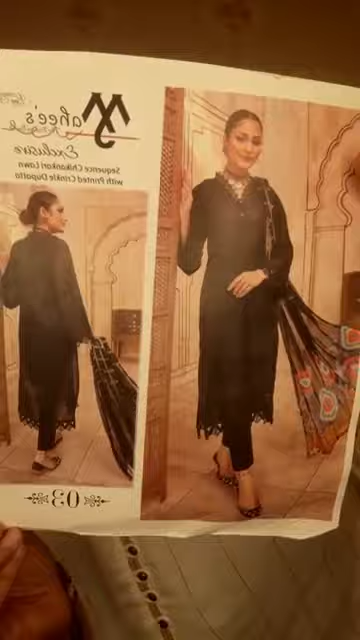 Mahee's
Exclusive
Sequence Chikankari Lawn
with Printed Crinkle Dupatta
03